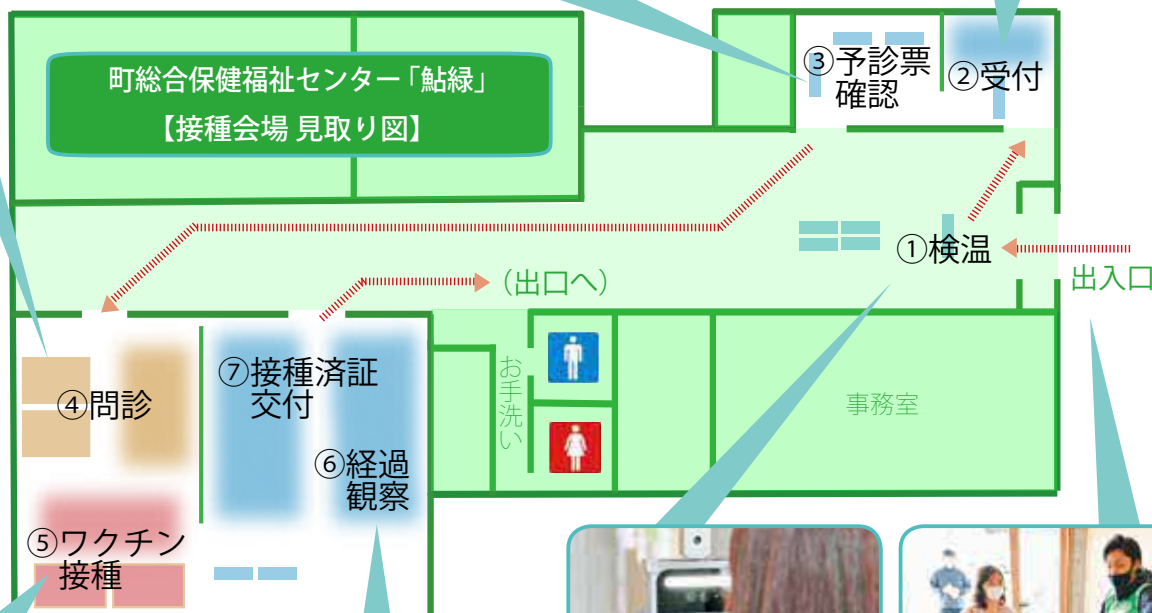 町総合保健福祉センター「鮎緑」
【接種会場 見取り図】
③予診票
確認
②受付
①検温
出入口
（出口へ）
④問診
⑦接種済証
交付
⑥経過
観察
⑤ワクチン
接種
お手洗い
事務室